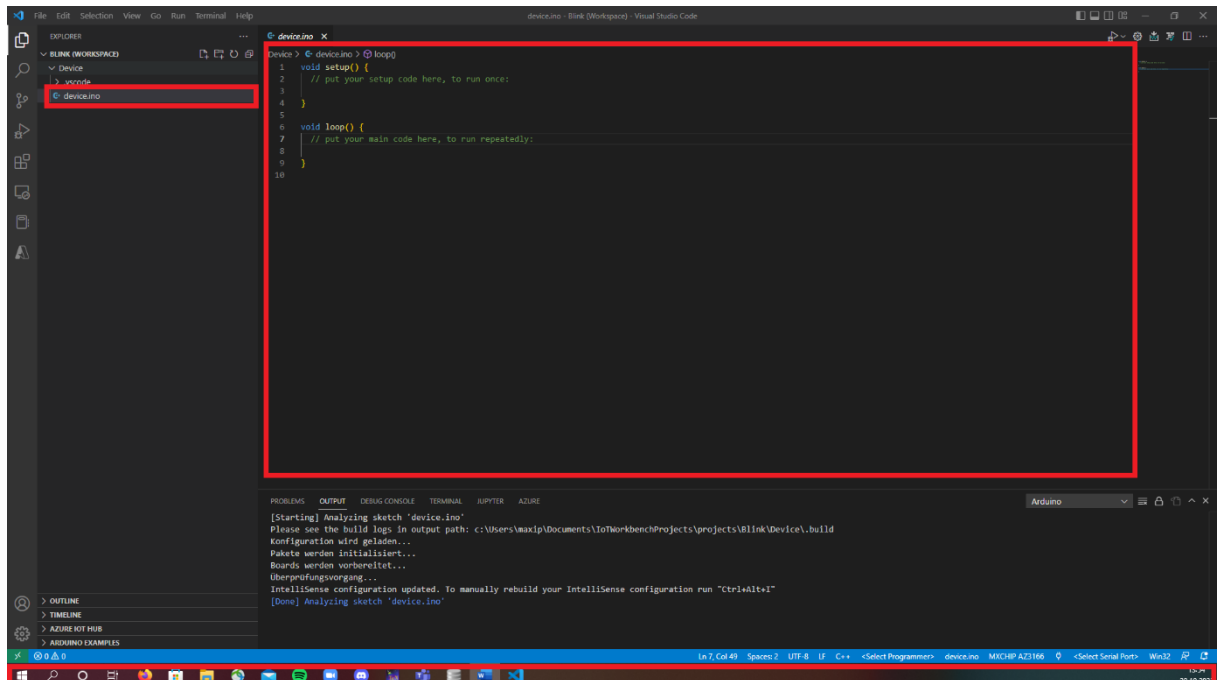 File Edit Selection View Go Run Terminal Help
device.ino - Blink (Workspace) - Visual Studio Code
EXPLORER
BLINK (WORKSPACE)
Device
.vscode
device.ino
OUTLINE
TIMELINE
AZURE IOT HUB
ARDUINO EXAMPLES
device.ino
Device > device.ino > loop()
1 void setup() {
2 // put your setup code here, to run once:
3
4 }
5
6 void loop() {
7 // put your main code here, to run repeatedly:
8
9 }
10
PROBLEMS OUTPUT DEBUG CONSOLE TERMINAL JUPYTER AZURE
Arduino
[Starting] Analyzing sketch 'device.ino'
Please see the build logs in output path: c:\Users\maxip\Documents\IoTWorkbenchProjects\projects\Blink\Device\.build
Konfiguration wird geladen...
Pakete werden initialisiert...
Boards werden vorbereitet...
Überprüfungsvorgang...
IntelliSense configuration updated. To manually rebuild your IntelliSense configuration run "Ctrl+Alt+I"
[Done] Analyzing sketch 'device.ino'
0 0
Ln 7, Col 49 Spaces: 2 UTF-8 LF C++ <Select Programmer> device.ino MXCHIP AZ3166 <Select Serial Port> Win32